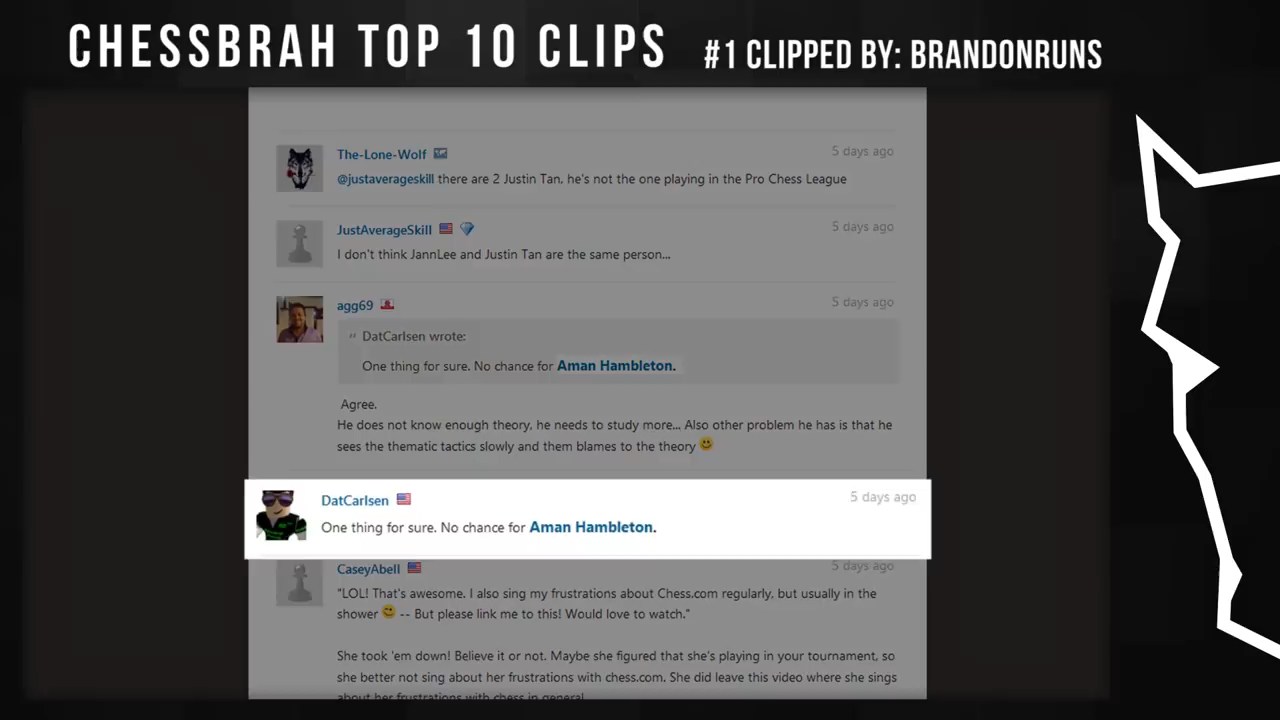 CHESSBRAH TOP 10 CLIPS #1 CLIPPED BY: BRANDONRUNS
The-Lone-Wolf 5 days ago
@justaverageskill there are 2 Justin Tan. he's not the one playing in the Pro Chess League
JustAverageSkill 5 days ago
I don't think JannLee and Justin Tan are the same person...
agg69 5 days ago
DatCarlsen wrote:
One thing for sure. No chance for Aman Hambleton.
Agree.
He does not know enough theory, he needs to study more... Also other problem he has is that he
sees the thematic tactics slowly and them blames to the theory
DatCarlsen 5 days ago
One thing for sure. No chance for Aman Hambleton.
CaseyAbell 5 days ago
"LOL! That's awesome. I also sing my frustrations about Chess.com regularly, but usually in the
shower -- But please link me to this! Would love to watch."
She took 'em down! Believe it or not. Maybe she figured that she's playing in your tournament, so
she better not sing about her frustrations with chess.com. She did leave this video where she sings
about her frustrations with chess in general